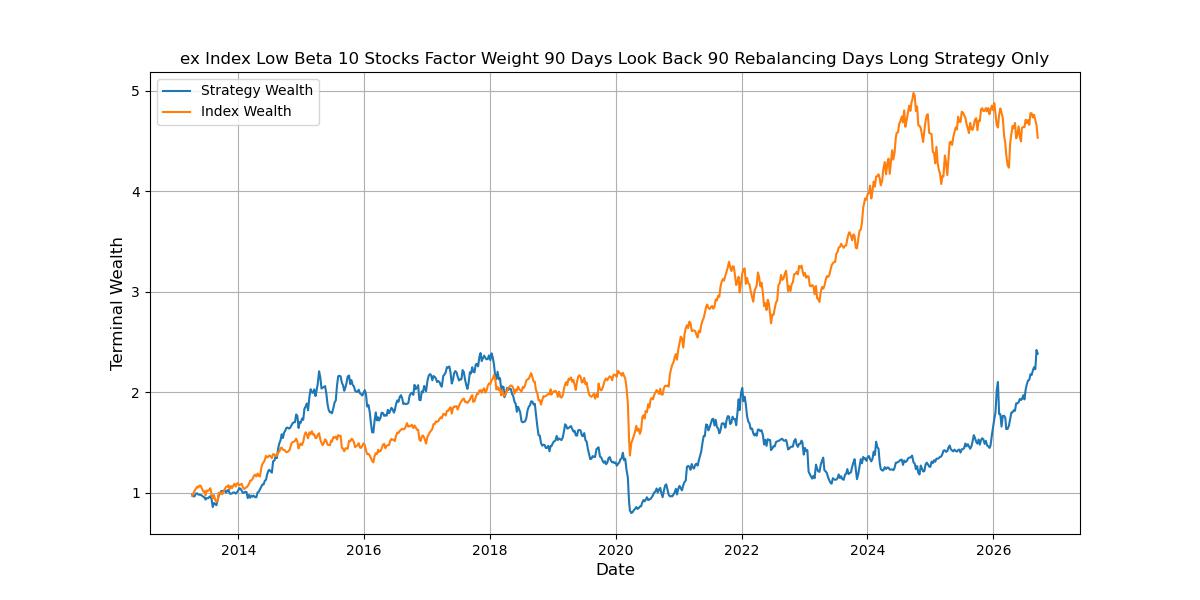 ex Index Low Beta 10 Stocks Factor Weight 90 Days Look Back 90 Rebalancing Days Long Strategy Only
Strategy Wealth
Index Wealth
Terminal Wealth
5
4
3
2
1
2014 2016 2018 2020 2022 2024 2026
Date